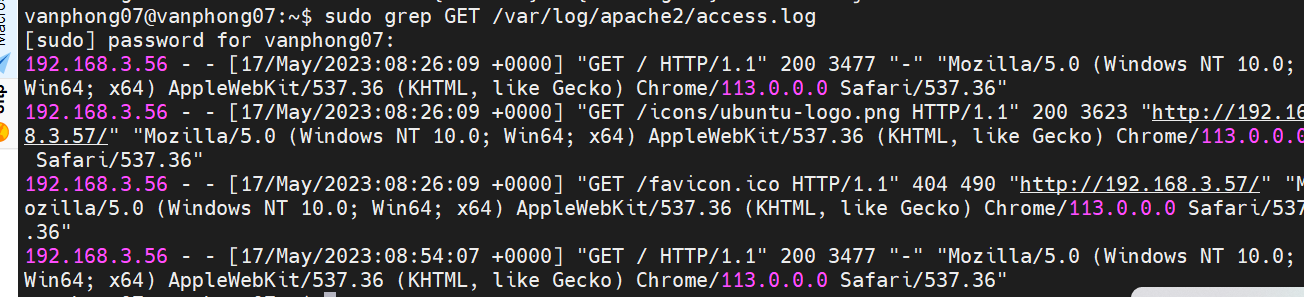 vanphong07@vanphong07:~$ sudo grep GET /var/log/apache2/access.log
[sudo] password for vanphong07:
192.168.3.56 - - [17/May/2023:08:26:09 +0000] "GET / HTTP/1.1" 200 3477 "-" "Mozilla/5.0 (Windows NT 10.0;
Win64; x64) AppleWebKit/537.36 (KHTML, like Gecko) Chrome/113.0.0.0 Safari/537.36"
192.168.3.56 - - [17/May/2023:08:26:09 +0000] "GET /icons/ubuntu-logo.png HTTP/1.1" 200 3623 "http://192.16
8.3.57/" "Mozilla/5.0 (Windows NT 10.0; Win64; x64) AppleWebKit/537.36 (KHTML, like Gecko) Chrome/113.0.0.0
Safari/537.36"
192.168.3.56 - - [17/May/2023:08:26:09 +0000] "GET /favicon.ico HTTP/1.1" 404 490 "http://192.168.3.57/" "M
ozilla/5.0 (Windows NT 10.0; Win64; x64) AppleWebKit/537.36 (KHTML, like Gecko) Chrome/113.0.0.0 Safari/537
.36"
192.168.3.56 - - [17/May/2023:08:54:07 +0000] "GET / HTTP/1.1" 200 3477 "-" "Mozilla/5.0 (Windows NT 10.0;
Win64; x64) AppleWebKit/537.36 (KHTML, like Gecko) Chrome/113.0.0.0 Safari/537.36"